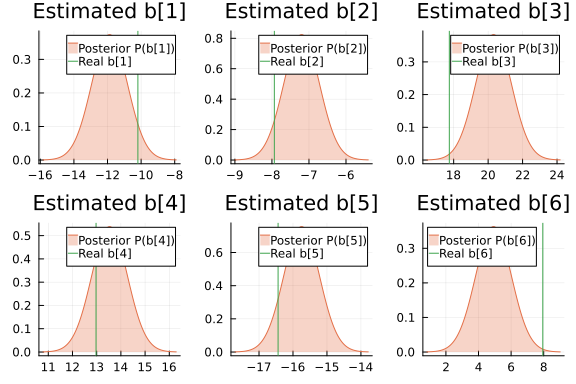 Estimated b[1] Estimated b[2] Estimated b[3]
Posterior P(b[1])
Real b[1]
0.3
0.2
0.1
0.0
−16 −14 −12 −10 −8
Posterior P(b[2])
Real b[2]
0.8
0.6
0.4
0.2
0.0
−9 −8 −7 −6
Posterior P(b[3])
Real b[3]
0.3
0.2
0.1
0.0
18 20 22 24
Estimated b[4] Estimated b[5] Estimated b[6]
Posterior P(b[4])
Real b[4]
0.5
0.4
0.3
0.2
0.1
0.0
11 12 13 14 15 16
Posterior P(b[5])
Real b[5]
0.6
0.4
0.2
0.0
−17 −16 −15 −14
Posterior P(b[6])
Real b[6]
0.3
0.2
0.1
0.0
2 4 6 8